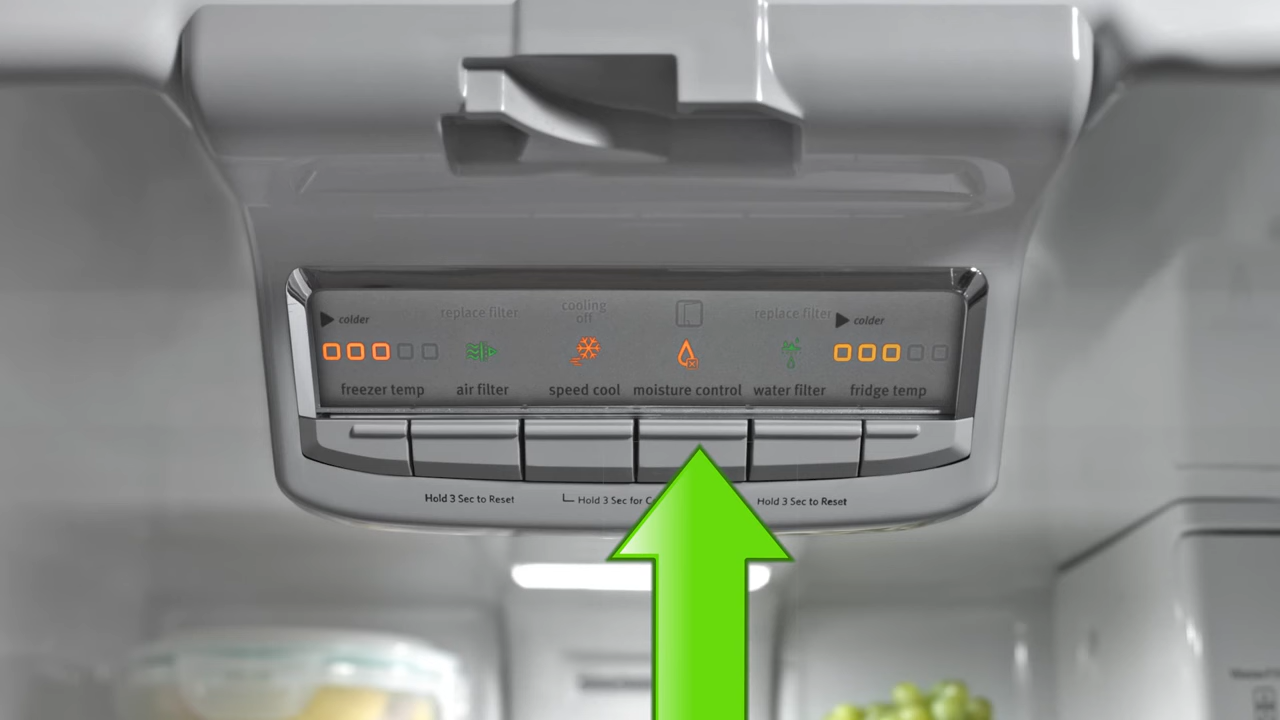 replace filter
cooling
off
replace filter
colder
colder
freezer temp
air filter
speed cool
moisture control
water filter
fridge temp
Hold 3 Sec to Reset
Hold 3 Sec for
Hold 3 Sec to Reset